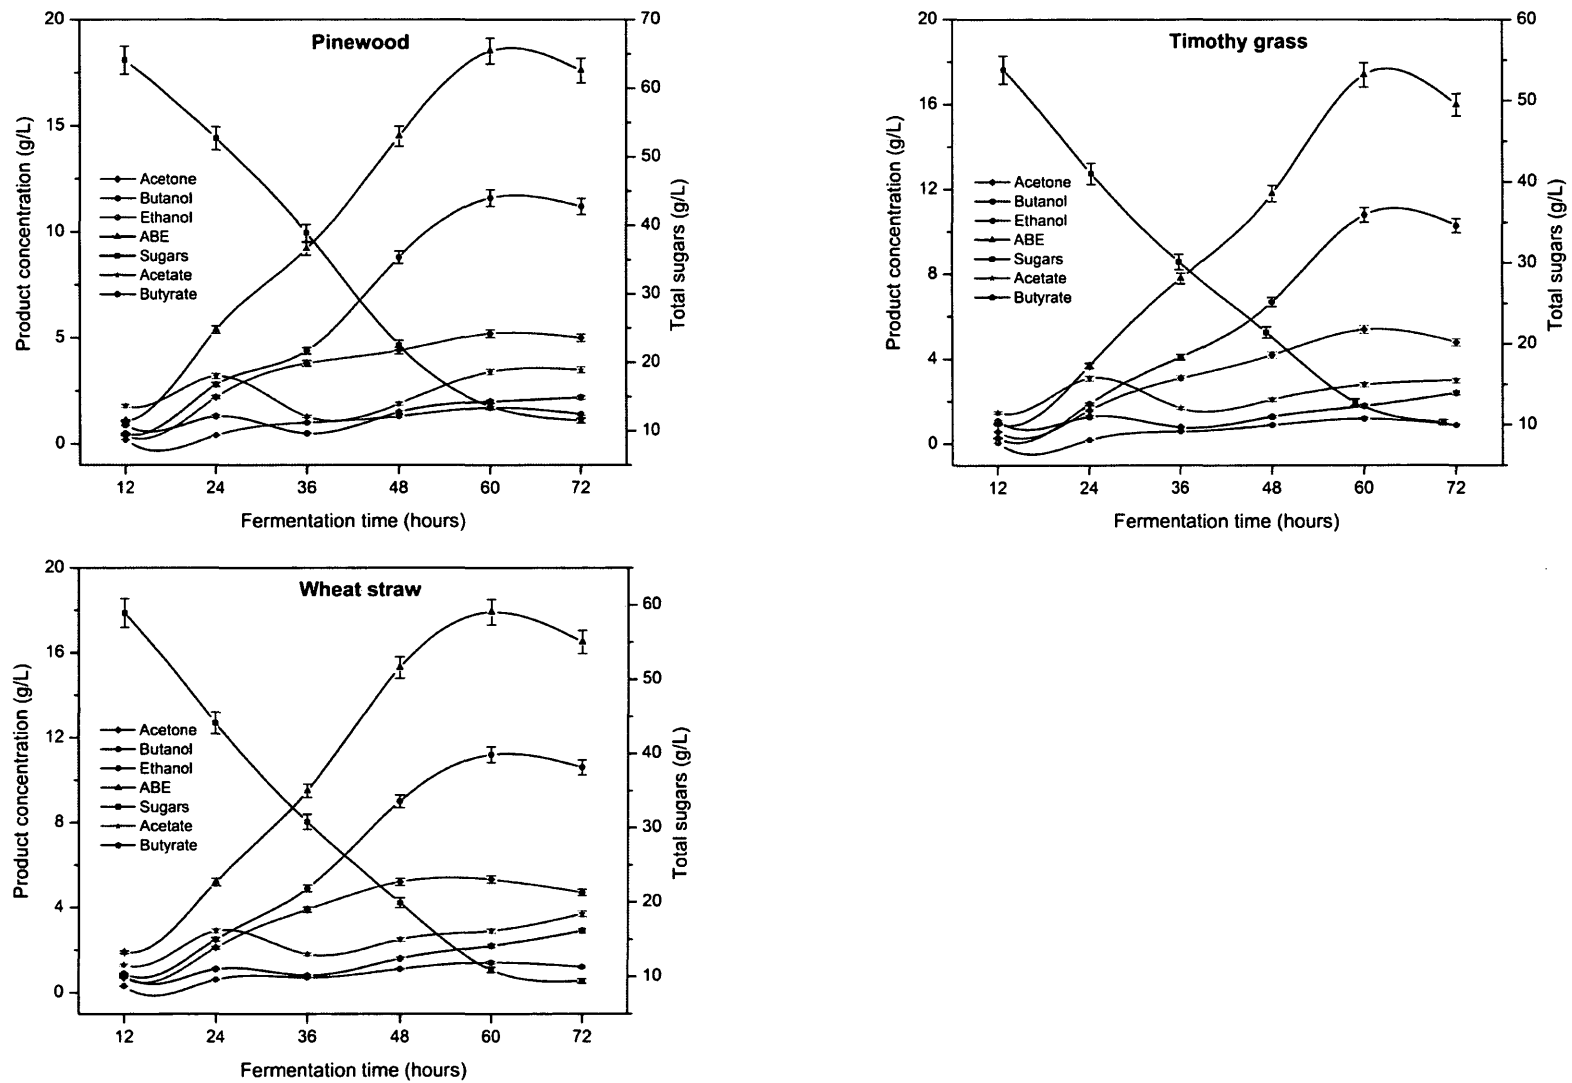 Pinewood
Product concentration (g/L)
20
15
10
5
0
Acetone
Butanol
Ethanol
ABE
Sugars
Acetate
Butyrate
70
60
50
40
30
20
10
Total sugars (g/L)
12 24 36 48 60 72
Fermentation time (hours)
Timothy grass
Product concentration (g/L)
20
16
12
8
4
0
Acetone
Butanol
Ethanol
ABE
Sugars
Acetate
Butyrate
60
50
40
30
20
10
Total sugars (g/L)
12 24 36 48 60 72
Fermentation time (hours)
Wheat straw
Product concentration (g/L)
20
16
12
8
4
0
Acetone
Butanol
Ethanol
ABE
Sugars
Acetate
Butyrate
60
50
40
30
20
10
Total sugars (g/L)
12 24 36 48 60 72
Fermentation time (hours)